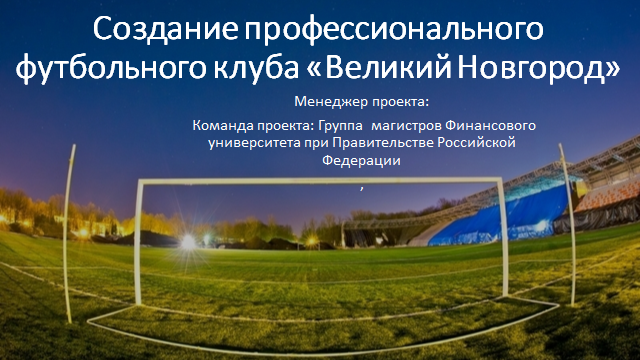 Создание профессионального
футбольного клуба «Великий Новгород»
Менеджер проекта:
Команда проекта: Группа магистров Финансового
университета при Правительстве Российской
Федерации
,